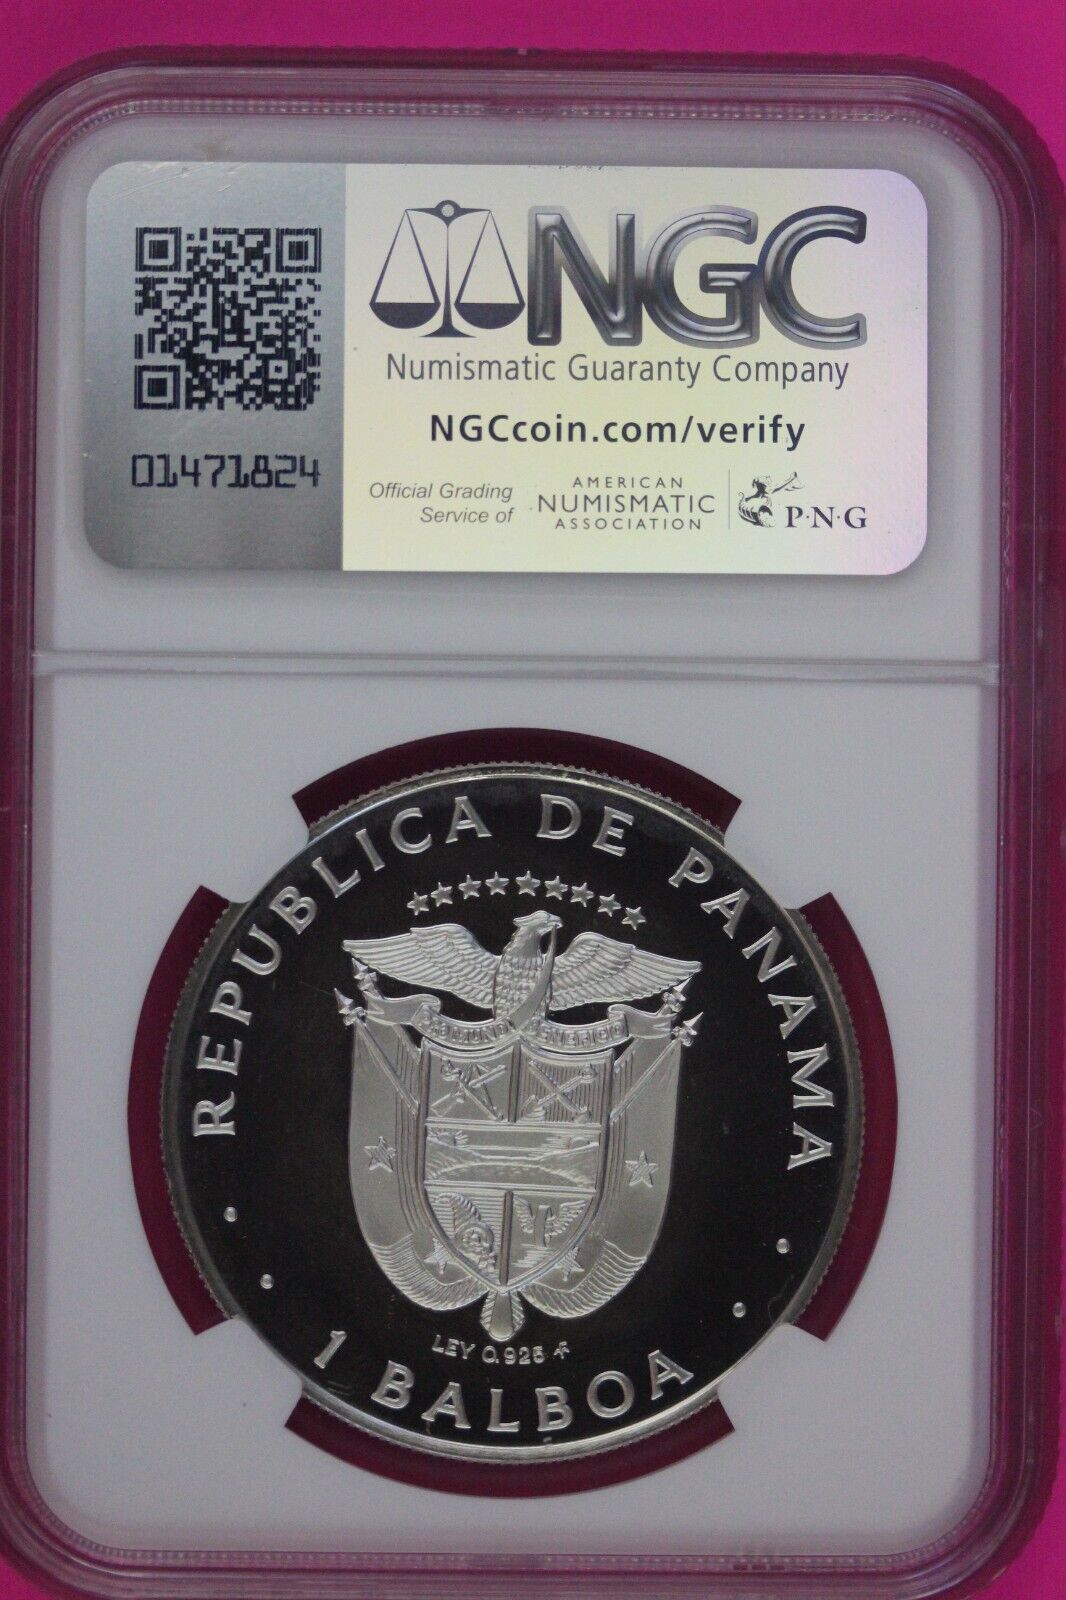 NGC
Numismatic Guaranty Company
NGCcoin.com/verify
01471824
Official Grading
Service of
AMERICAN
NUMISMATIC
ASSOCIATION
P·N·G
REPUBLICA DE PANAMA
BENEFICIO
LEY 0.925
· · 1 BALBOA · ·